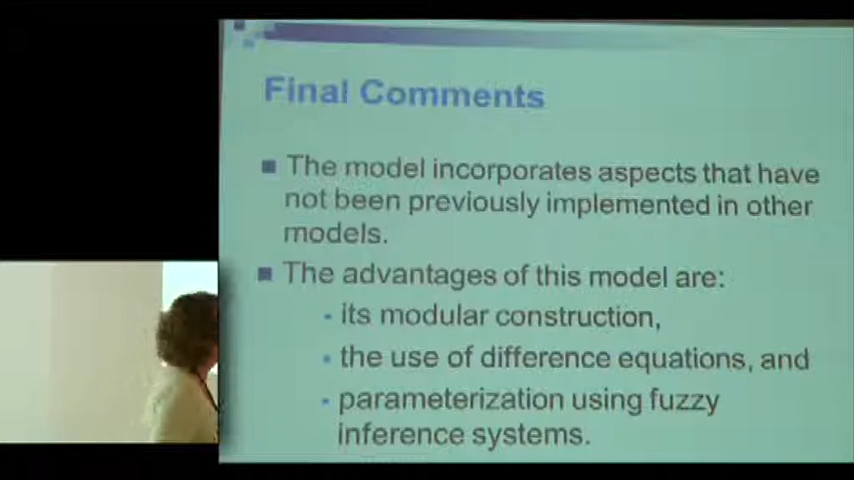 Final Comments
The model incorporates aspects that have
not been previously implemented in other
models.
The advantages of this model are:
its modular construction,
the use of difference equations, and
parameterization using fuzzy
inference systems.